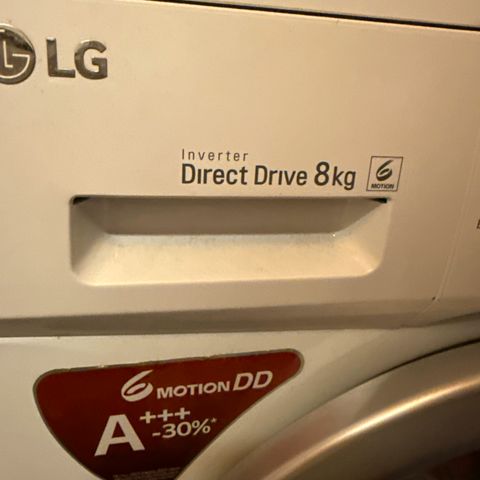 LG
Inverter
Direct Drive 8kg
6 MOTION
6 MOTION DD
A+++
-30%*